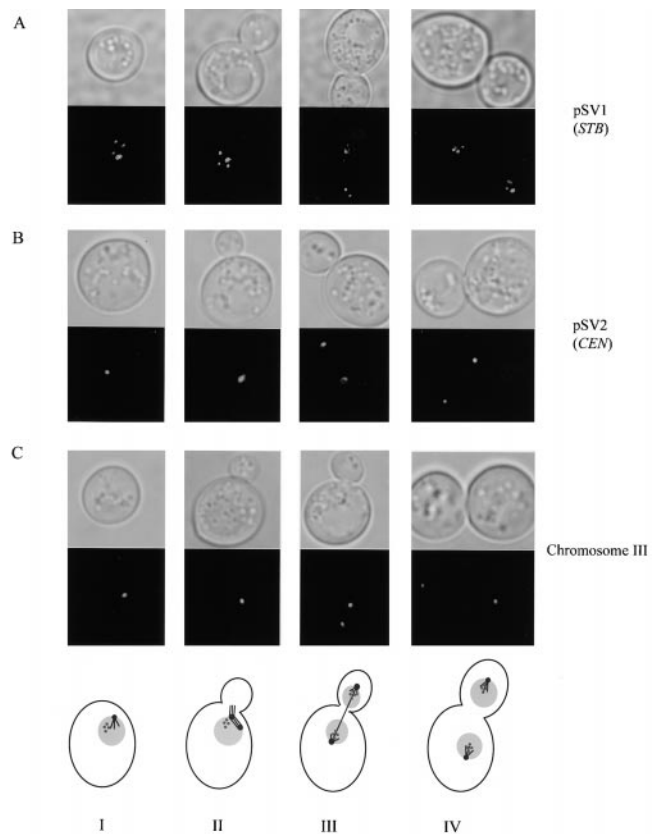 A
pSV1
(STB)
B
pSV2
(CEN)
C
Chromosome III
I II III IV